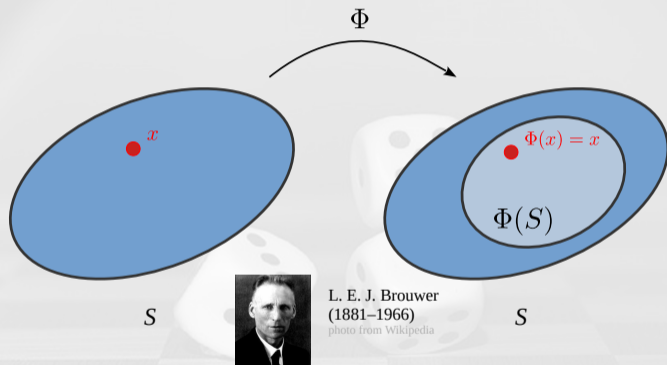 Φ
x
Φ(x) = x
Φ(S)
L. E. J. Brouwer
(1881–1966)
photo from Wikipedia
S
S